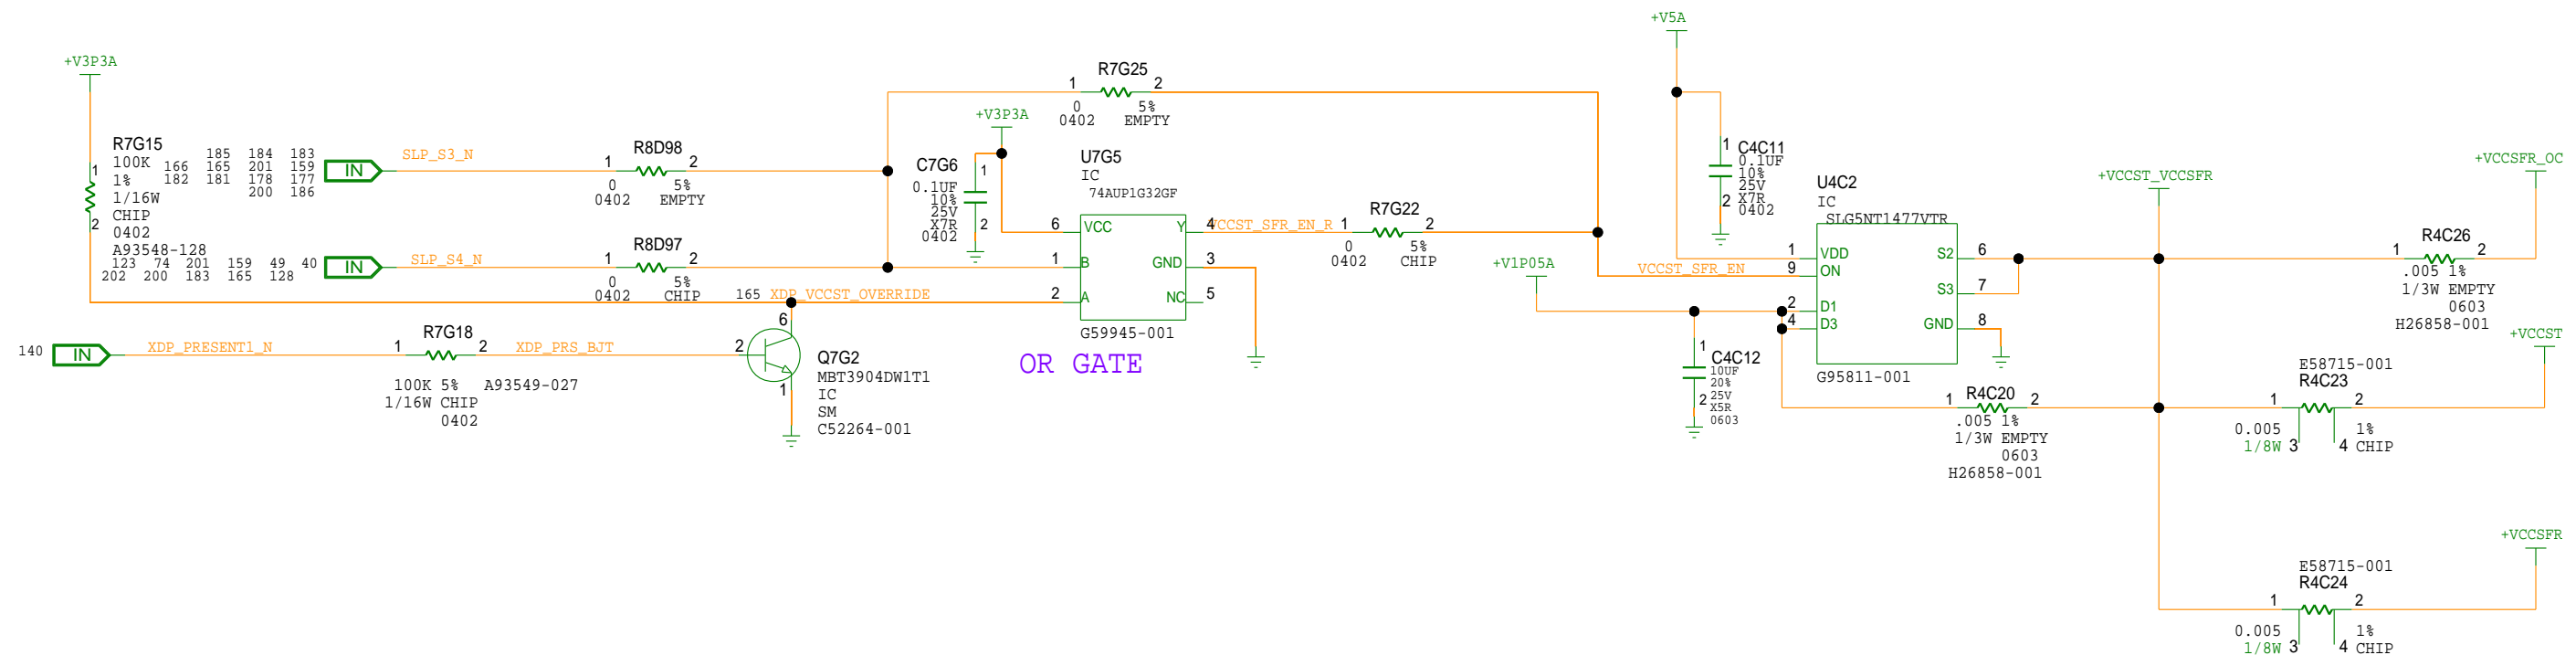 +V3P3A
R7G15
100K
1%
1/16W
CHIP
0402
A93548-128
185 184 183
166 165 201 159
182 181 178 177
200 186
IN
SLP_S3_N
1 2
R8D98
0 5%
0402 EMPTY
123 74 201 159 49 40
202 200 183 165 128
IN
SLP_S4_N
1 2
R8D97
0 5%
0402 CHIP
165 XDP_VCCST_OVERRIDE
140
IN
XDP_PRESENT1_N
1 2
R7G18
100K 5% A93549-027
1/16W CHIP
0402
XDP_PRS_BJT
1 2
6
2
1
Q7G2
MBT3904DW1T1
IC
SM
C52264-001
1 2
R7G25
0 5%
0402 EMPTY
+V3P3A
C7G6
0.1UF
10%
25V
X7R
0402
1
2
U7G5
IC
74AUP1G32GF
6 VCC Y 4
1 B GND 3
2 A NC 5
G59945-001
OR GATE
VCCST_SFR_EN_R
1 2
R7G22
0 5%
0402 CHIP
VCCST_SFR_EN
+V5A
1
2
C4C11
0.1UF
10%
25V
X7R
0402
+V1P05A
1
2
C4C12
10UF
20%
25V
X5R
0603
U4C2
IC
SLG5NT1477VTR
1 VDD S2 6
9 ON S3 7
2 D1
4 D3 GND 8
G95811-001
1 2
R4C20
.005 1%
1/3W EMPTY
0603
H26858-001
+VCCST_VCCSFR
+VCCSFR_OC
R4C26
1 2
.005 1%
1/3W EMPTY
0603
H26858-001
+VCCST
E58715-001
R4C23
1 2
0.005 1%
1/8W 3 4 CHIP
+VCCSFR
E58715-001
R4C24
1 2
0.005 1%
1/8W 3 4 CHIP